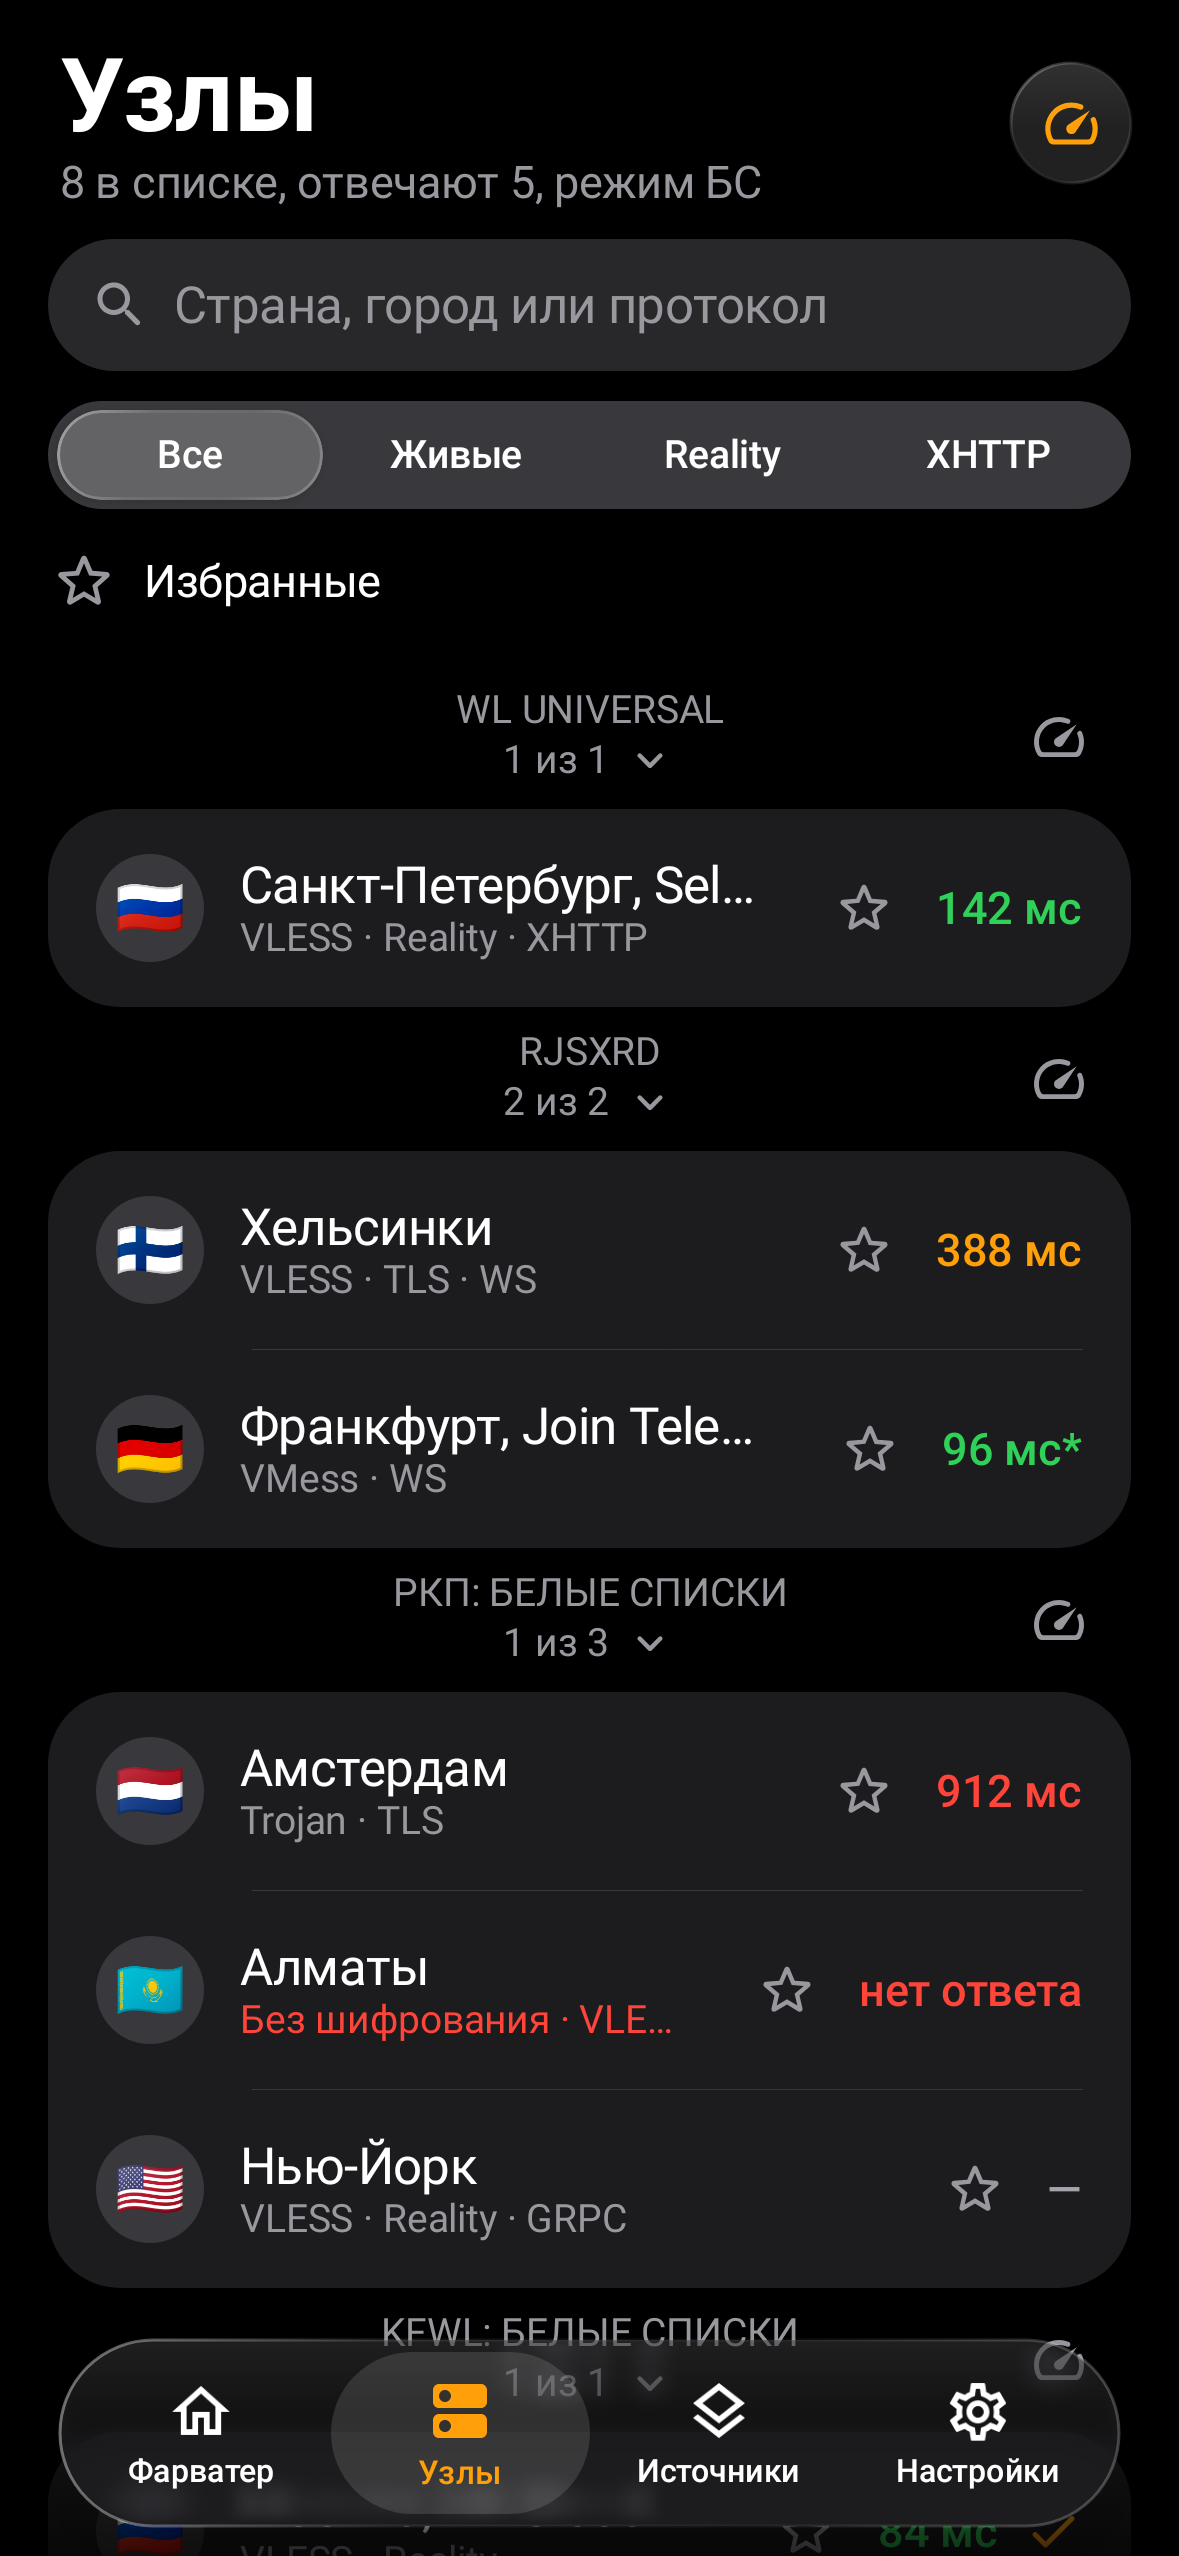 Узлы
8 в списке, отвечают 5, режим БС
Страна, город или протокол
Все Живые Reality XHTTP
Избранные
WL UNIVERSAL
1 из 1
Санкт-Петербург, Sel...
142 мс
VLESS · Reality · XHTTP
RJSXRD
2 из 2
Хельсинки
388 мс
VLESS · TLS · WS
Франкфурт, Join Tele...
96 мс*
VMess · WS
РКП: БЕЛЫЕ СПИСКИ
1 из 3
Амстердам
912 мс
Trojan · TLS
Алматы
нет ответа
Без шифрования · VLE...
Нью-Йорк
–
VLESS · Reality · GRPC
KFWL: БЕЛЫЕ СПИСКИ
1 из 1
Фарватер Узлы Источники Настройки
84 мс
VLESS · Reality